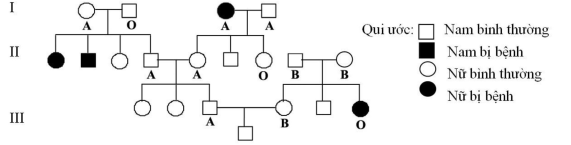 I
A O A A
Qui ước: Nam bình thường
II
Nam bị bệnh
A A O B B
Nữ bình thường
Nữ bị bệnh
III
A B O